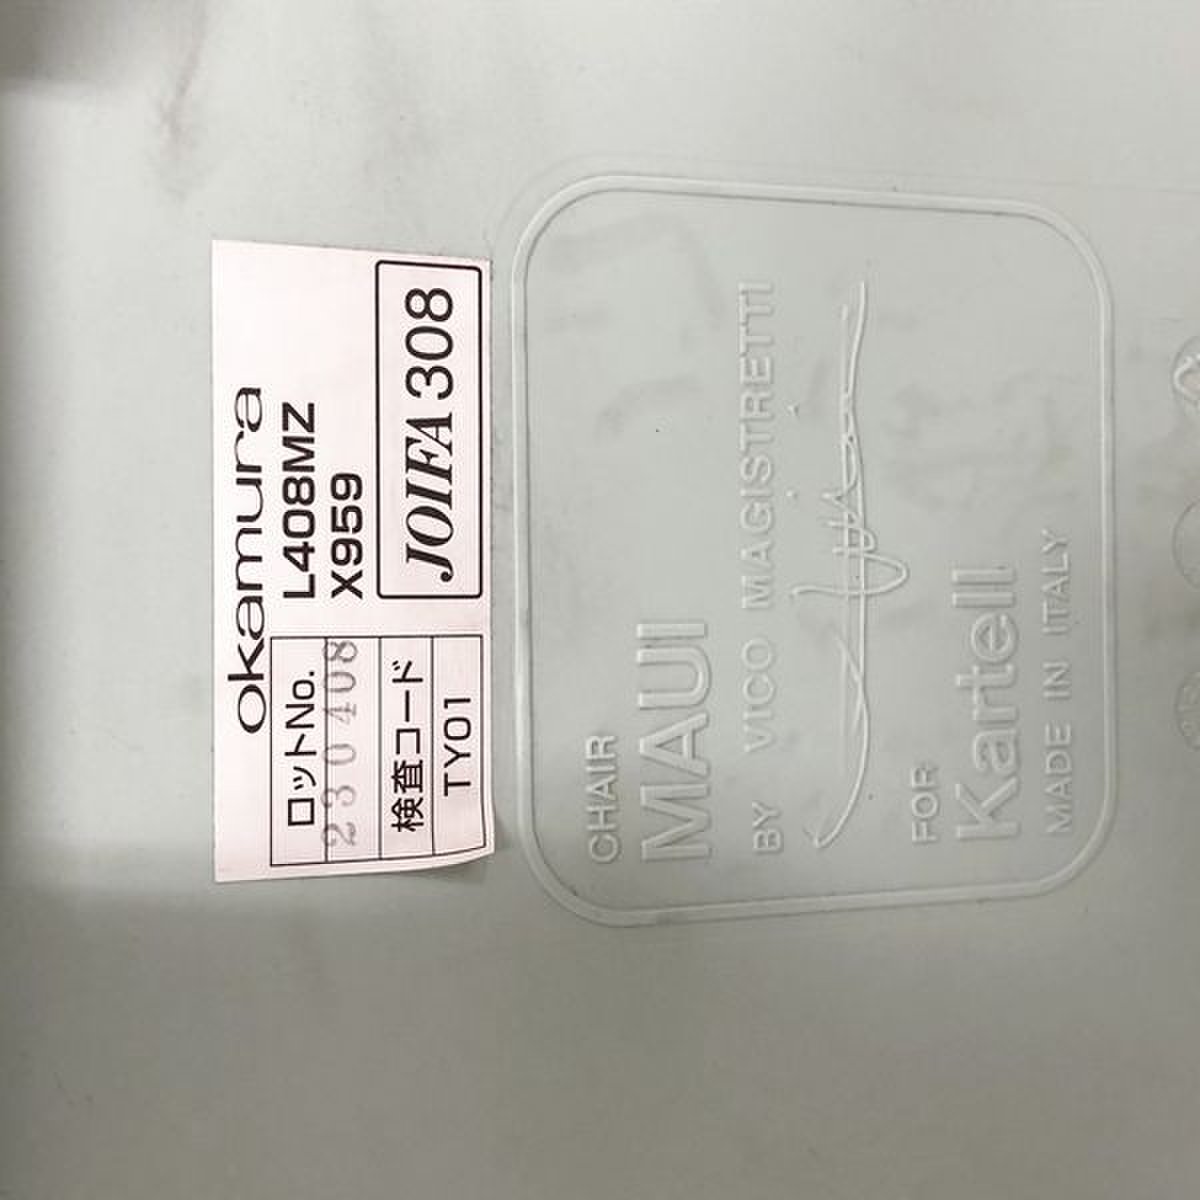 okamura
L408MZ
X959
JOIFA 308
ロットNo.
230408
検査コード
TY01
CHAIR
MAUI
BY VICO MAGISTRETTI
FOR
Kartell
MADE IN ITALY